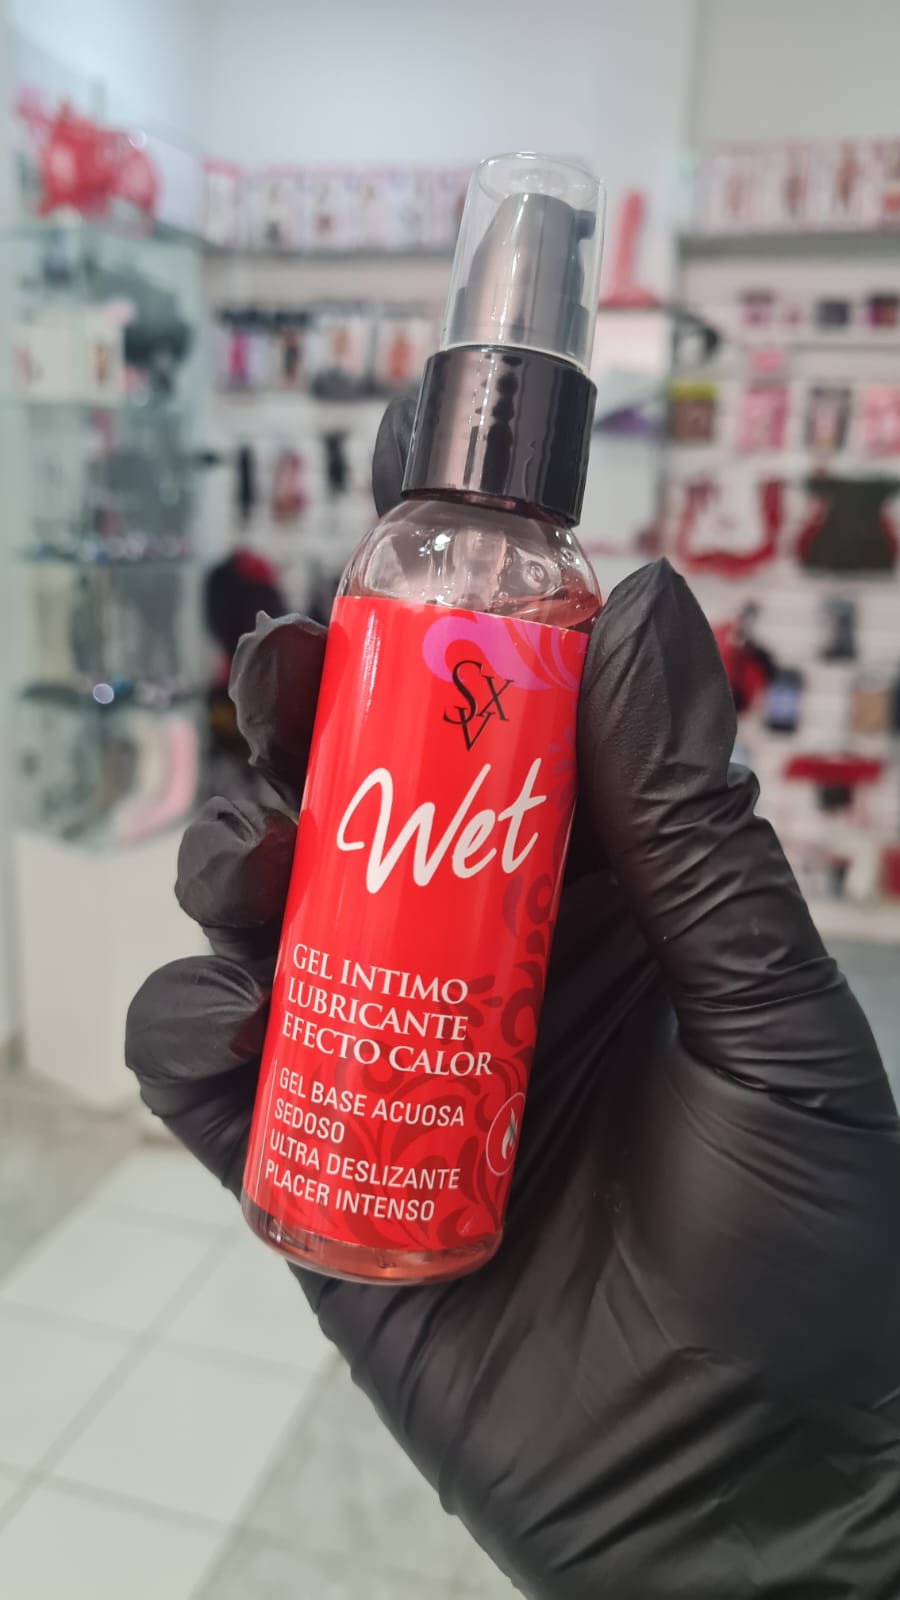 SXV
Wet
GEL INTIMO
LUBRICANTE
EFECTO CALOR
GEL BASE ACUOSA
SEDOSO
ULTRA DESLIZANTE
PLACER INTENSO